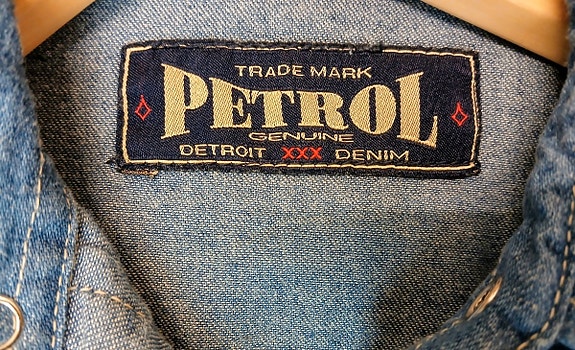 TRADE MARK
PETROL
GENUINE
DETROIT XXX DENIM